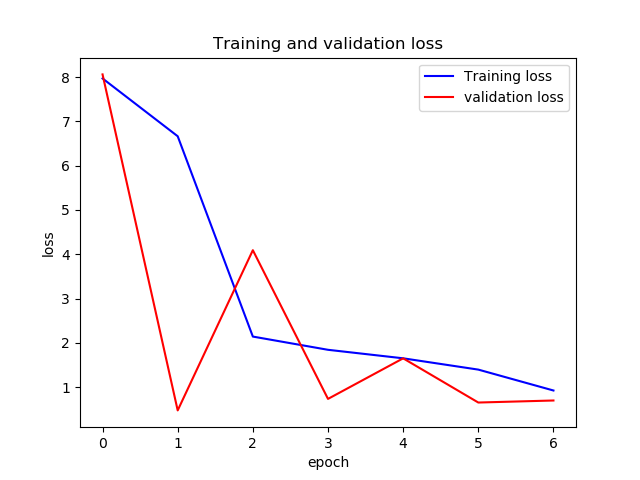 Training and validation loss
Training loss
validation loss
8
7
6
5
4
3
2
1
loss
0 1 2 3 4 5 6
epoch